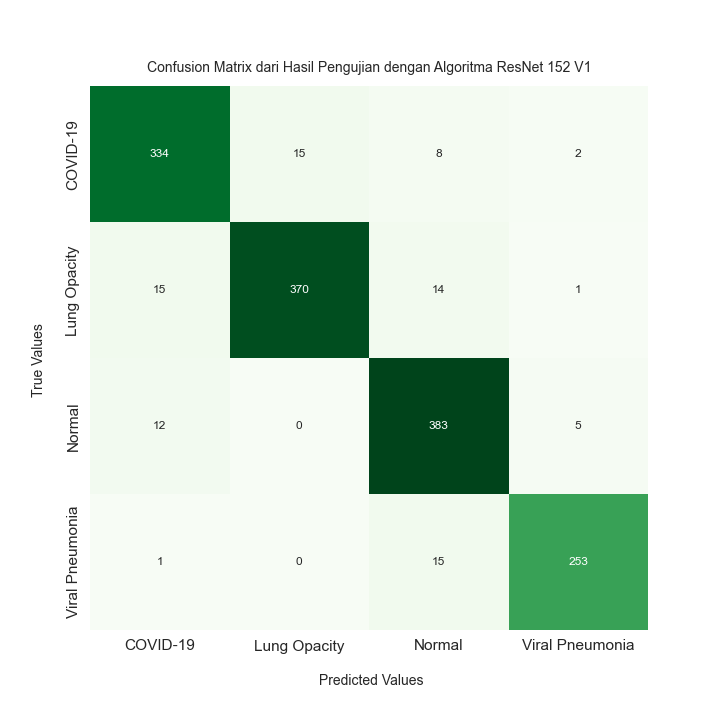 Confusion Matrix dari Hasil Pengujian dengan Algoritma ResNet 152 V1
True Values
COVID-19
334 15 8 2
Lung Opacity
15 370 14 1
Normal
12 0 383 5
Viral Pneumonia
1 0 15 253
COVID-19 Lung Opacity Normal Viral Pneumonia
Predicted Values